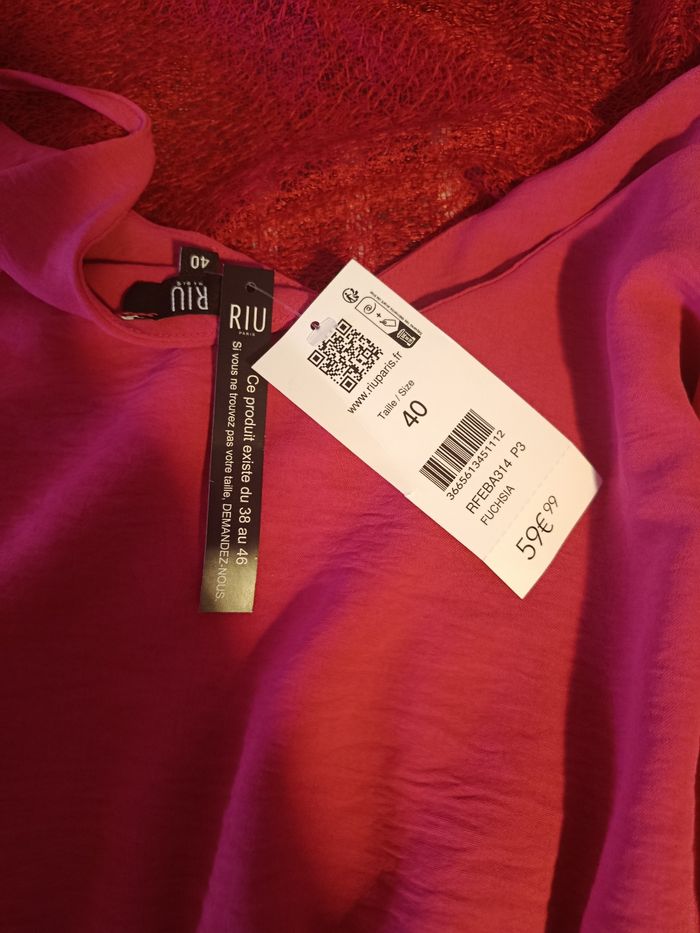 40
RIU
PARIS
RIU
PARIS
Ce produit existe du 38 au 46
Si vous ne trouvez pas votre taille, DEMANDEZ-NOUS.
www.riuparis.fr
Taille / Size
40
3665613451112
RFEBA314 P3
FUCHSIA
59€99